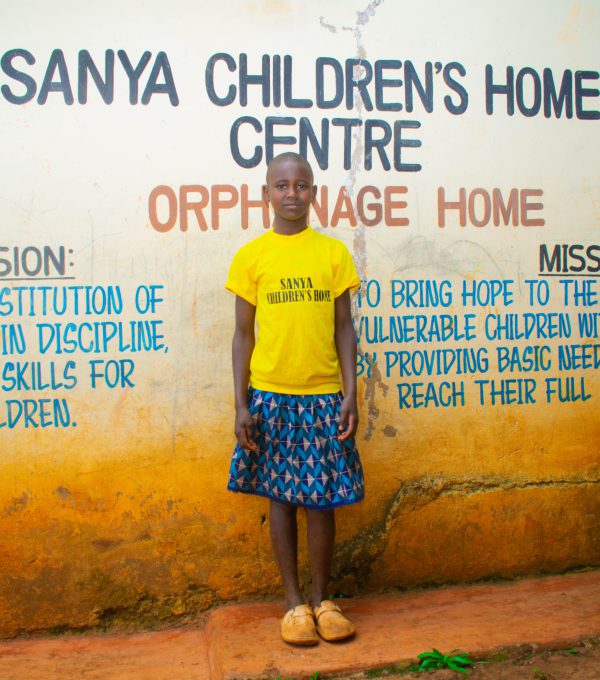 SANYA CHILDREN'S HOME
CENTRE
ORPHANAGE HOME
SION:
STITUTION OF
IN DISCIPLINE,
SKILLS FOR
LDREN.
MISS
TO BRING HOPE TO THE
VULNERABLE CHILDREN WI
BY PROVIDING BASIC NEED
REACH THEIR FULL
SANYA
CHILDREN'S HOME